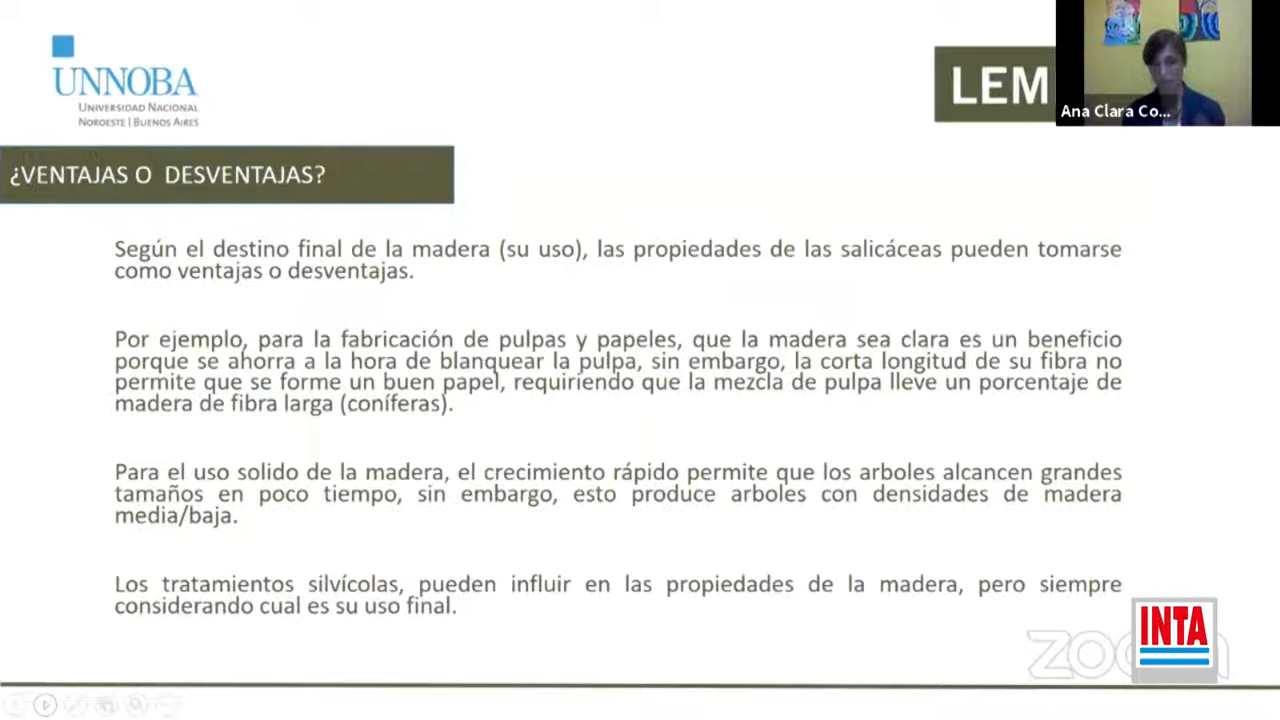 UNNOBA
UNIVERSIDAD NACIONAL
NOROESTE | BUENOS AIRES
LEM
Ana Clara Co...
¿VENTAJAS O DESVENTAJAS?
Según el destino final de la madera (su uso), las propiedades de las salicáceas pueden tomarse
como ventajas o desventajas.
Por ejemplo, para la fabricación de pulpas y papeles, que la madera sea clara es un beneficio
porque se ahorra a la hora de blanquear la pulpa, sin embargo, la corta longitud de su fibra no
permite que se forme un buen papel, requiriendo que la mezcla de pulpa lleve un porcentaje de
madera de fibra larga (coníferas).
Para el uso solido de la madera, el crecimiento rápido permite que los arboles alcancen grandes
tamaños en poco tiempo, sin embargo, esto produce arboles con densidades de madera
media/baja.
Los tratamientos silvícolas, pueden influir en las propiedades de la madera, pero siempre
considerando cual es su uso final.
INTA
zoom